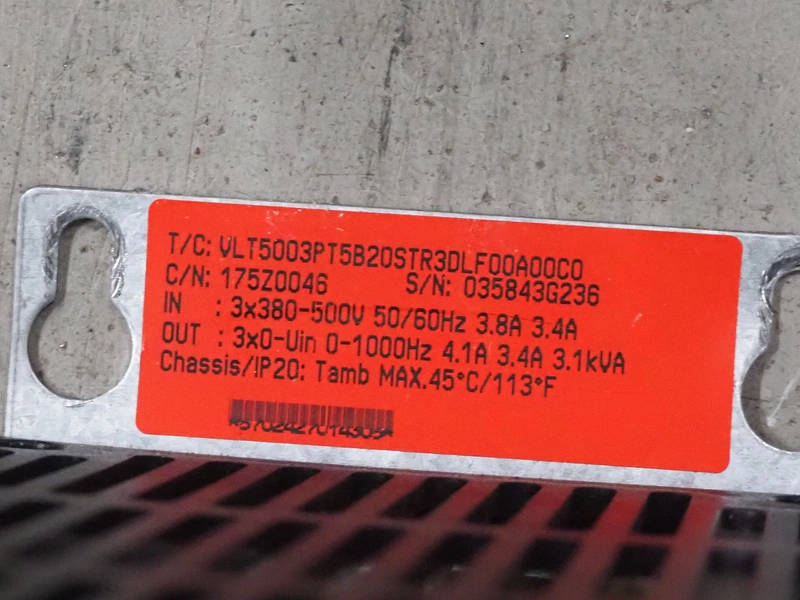 T/C: VLT5003PT5B20STR3DLF00A00C0
C/N: 175Z0046 S/N: 035843G236
IN : 3x380-500V 50/60Hz 3.8A 3.4A
OUT : 3x0-Uin 0-1000Hz 4.1A 3.4A 3.1kVA
Chassis/IP20: Tamb MAX.45°C/113°F